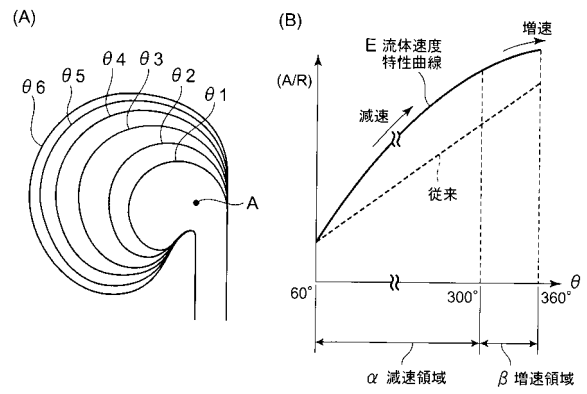 (A)
θ6
θ5
θ4
θ3
θ2
θ1
A
(B)
(A/R)
E 流体速度
特性曲線
増速
減速
従来
60°
300°
360°
θ
α 減速領域
β 増速領域